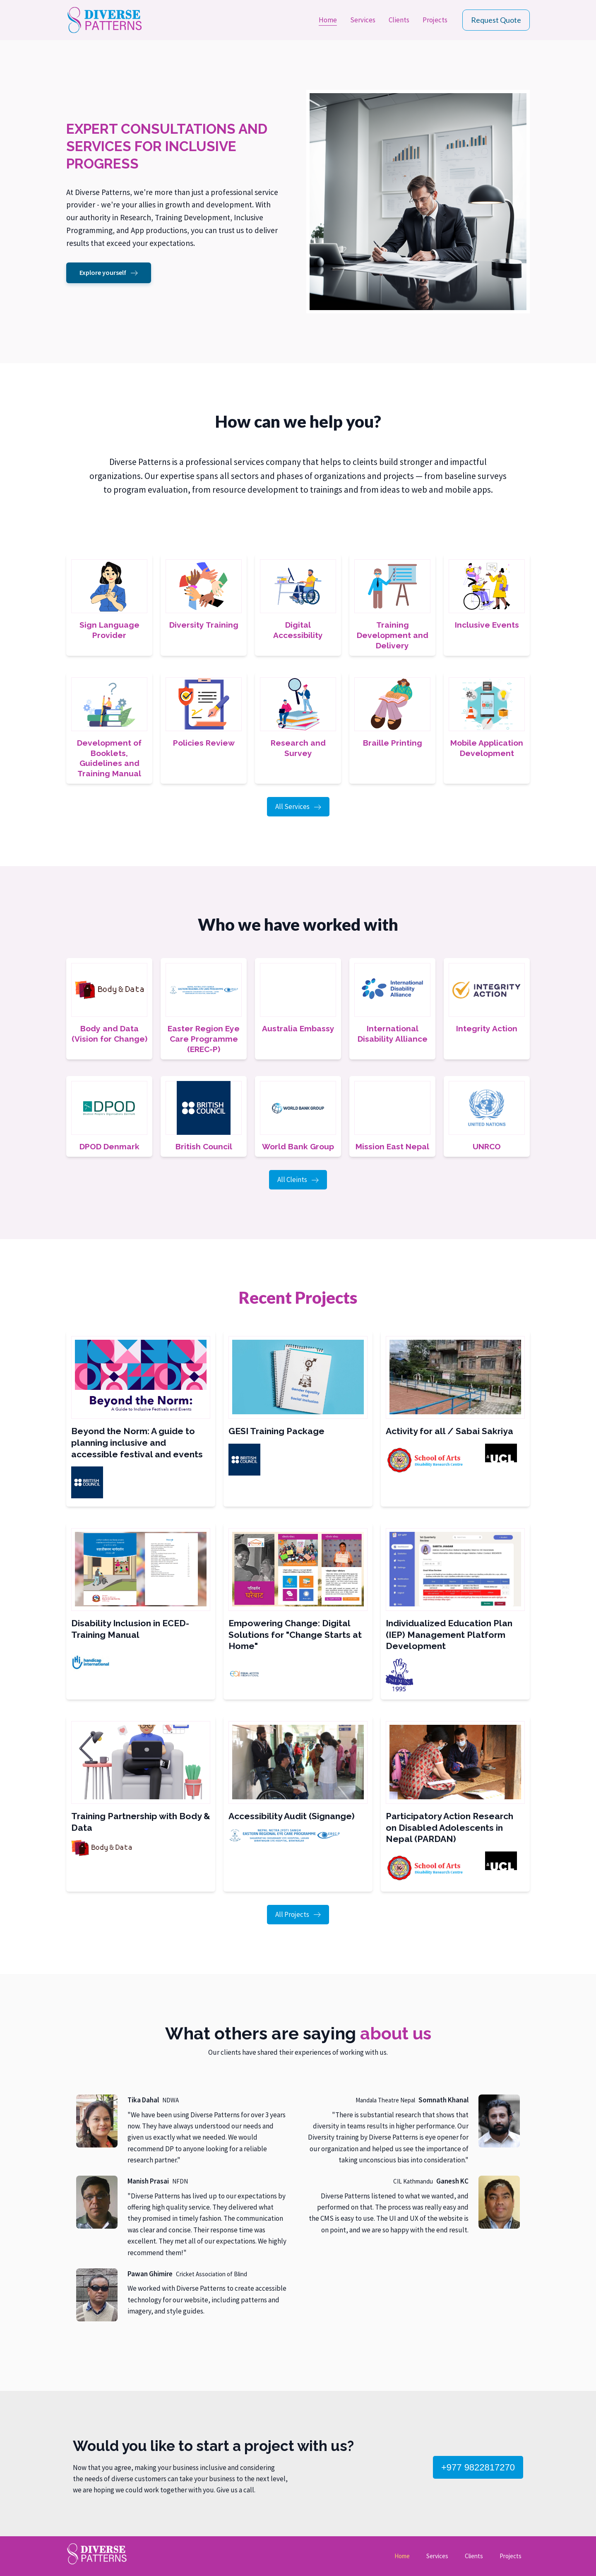 DIVERSE
PATTERNS
Home
Services
Clients
Projects
Request Quote
EXPERT CONSULTATIONS AND
SERVICES FOR INCLUSIVE
PROGRESS
At Diverse Patterns, we're more than just a professional service
provider - we're your allies in growth and development. With
our authority in Research, Training Development, Inclusive
Programming, and App productions, you can trust us to deliver
results that exceed your expectations.
Explore yourself
How can we help you?
Diverse Patterns is a professional services company that helps to cleints build stronger and impactful
organizations. Our expertise spans all sectors and phases of organizations and projects — from baseline surveys
to program evaluation, from resource development to trainings and from ideas to web and mobile apps.
Sign Language
Provider
Diversity Training
Digital
Accessibility
Training
Development and
Delivery
Inclusive Events
Development of
Booklets,
Guidelines and
Training Manual
Policies Review
Research and
Survey
Braille Printing
Mobile Application
Development
All Services
Who we have worked with
Body & Data
Body and Data
(Vision for Change)
Easter Region Eye
Care Programme
(EREC-P)
Australia Embassy
International
Disability
Alliance
International
Disability Alliance
INTEGRITY
ACTION
Integrity Action
DPOD
DPOD Denmark
BRITISH
COUNCIL
British Council
WORLD BANK GROUP
World Bank Group
Mission East Nepal
UNITED NATIONS
UNRCO
All Cleints
Recent Projects
Beyond the Norm:
A Guide to Inclusive Festivals and Events
Beyond the Norm: A guide to
planning inclusive and
accessible festival and events
BRITISH
COUNCIL
Gender Equality
and
Social Inclusion
GESI Training Package
BRITISH
COUNCIL
Activity for all / Sabai Sakriya
School of Arts
Disability Research Centre
UCL
Disability Inclusion in ECED-
Training Manual
handicap
international
Empowering Change: Digital
Solutions for "Change Starts at
Home"
Individualized Education Plan
(IEP) Management Platform
Development
1995
Training Partnership with Body &
Data
Body & Data
Accessibility Audit (Signange)
EASTERN REGIONAL EYE CARE PROGRAMME
Participatory Action Research
on Disabled Adolescents in
Nepal (PARDAN)
School of Arts
Disability Research Centre
UCL
All Projects
What others are saying about us
Our clients have shared their experiences of working with us.
Tika Dahal NDWA
"We have been using Diverse Patterns for over 3 years
now. They have always understood our needs and
given us exactly what we needed. We would
recommend DP to anyone looking for a reliable
research partner."
Mandala Theatre Nepal Somnath Khanal
"There is substantial research that shows that
diversity in teams results in higher performance. Our
Diversity training by Diverse Patterns is eye opener for
our organization and helped us see the importance of
taking unconscious bias into consideration."
Manish Prasai NFDN
"Diverse Patterns has lived up to our expectations by
offering high quality service. They delivered what
they promised in timely fashion. The communication
was clear and concise. Their response time was
excellent. They met all of our expectations. We highly
recommend them!"
CIL Kathmandu Ganesh KC
Diverse Patterns listened to what we wanted, and
performed on that. The process was really easy and
the CMS is easy to use. The UI and UX of the website is
on point, and we are so happy with the end result.
Pawan Ghimire Cricket Association of Blind
We worked with Diverse Patterns to create accessible
technology for our website, including patterns and
imagery, and style guides.
Would you like to start a project with us?
Now that you agree, making your business inclusive and considering
the needs of diverse customers can take your business to the next level,
we are hoping we could work together with you. Give us a call.
+977 9822817270
DIVERSE
PATTERNS
Home
Services
Clients
Projects